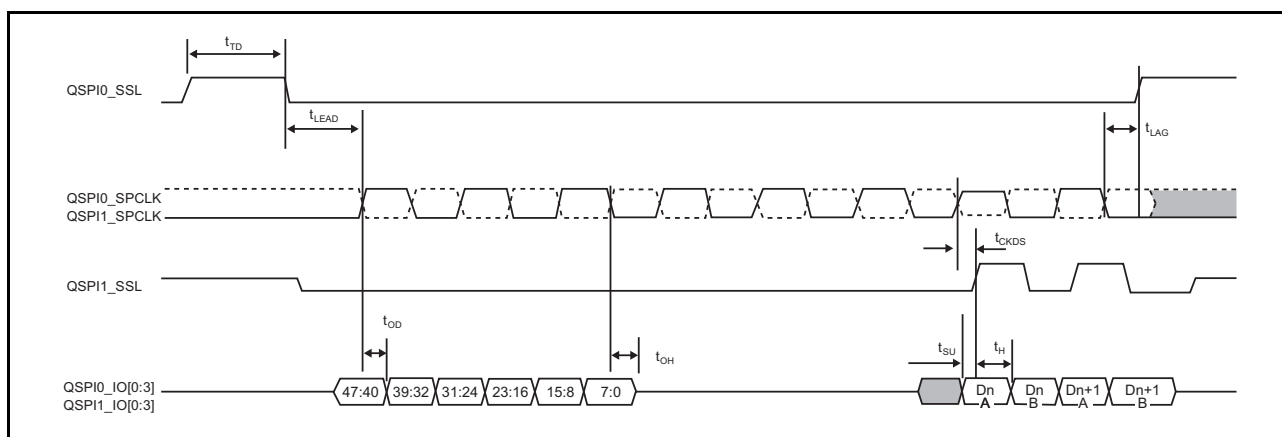 tTD
QSPI0_SSL
tLEAD
tLAG
QSPI0_SPCLK
QSPI1_SPCLK
tCKDS
QSPI1_SSL
tOD
tOH
tSU
tH
QSPI0_IO[0:3]
QSPI1_IO[0:3]
47:40 39:32 31:24 23:16 15:8 7:0
Dn A
Dn B
Dn+1 A
Dn+1 B